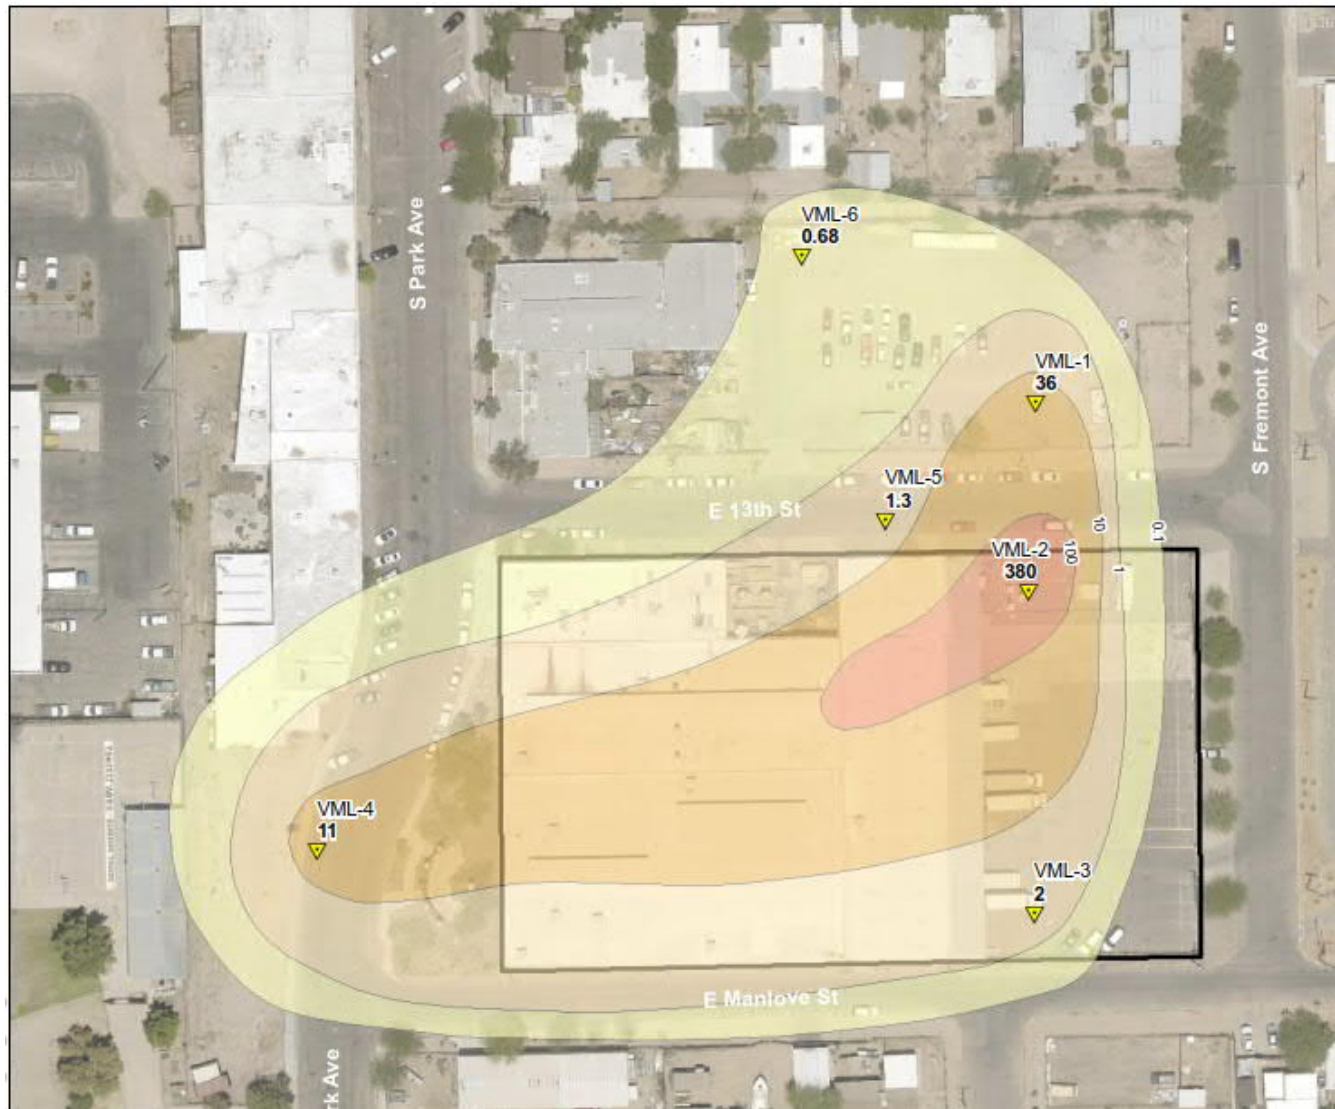 VML-6
0.68
S Park Ave
VML-1
36
S Fremont Ave
VML-5
1.3
E 13th St
10
0.1
VML-2
100
1
380
VML-4
11
VML-3
2
E Manlove St
rk Ave